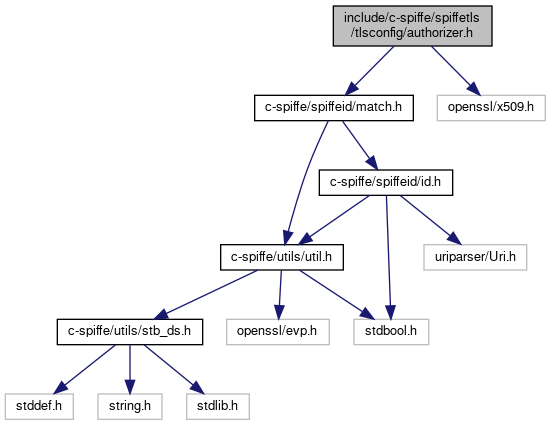 include/c-spiffe/spiffetls
/tlsconfig/authorizer.h
c-spiffe/spiffeid/match.h
openssl/x509.h
c-spiffe/spiffeid/id.h
c-spiffe/utils/util.h
uriparser/Uri.h
c-spiffe/utils/stb_ds.h
openssl/evp.h
stdbool.h
stddef.h
string.h
stdlib.h